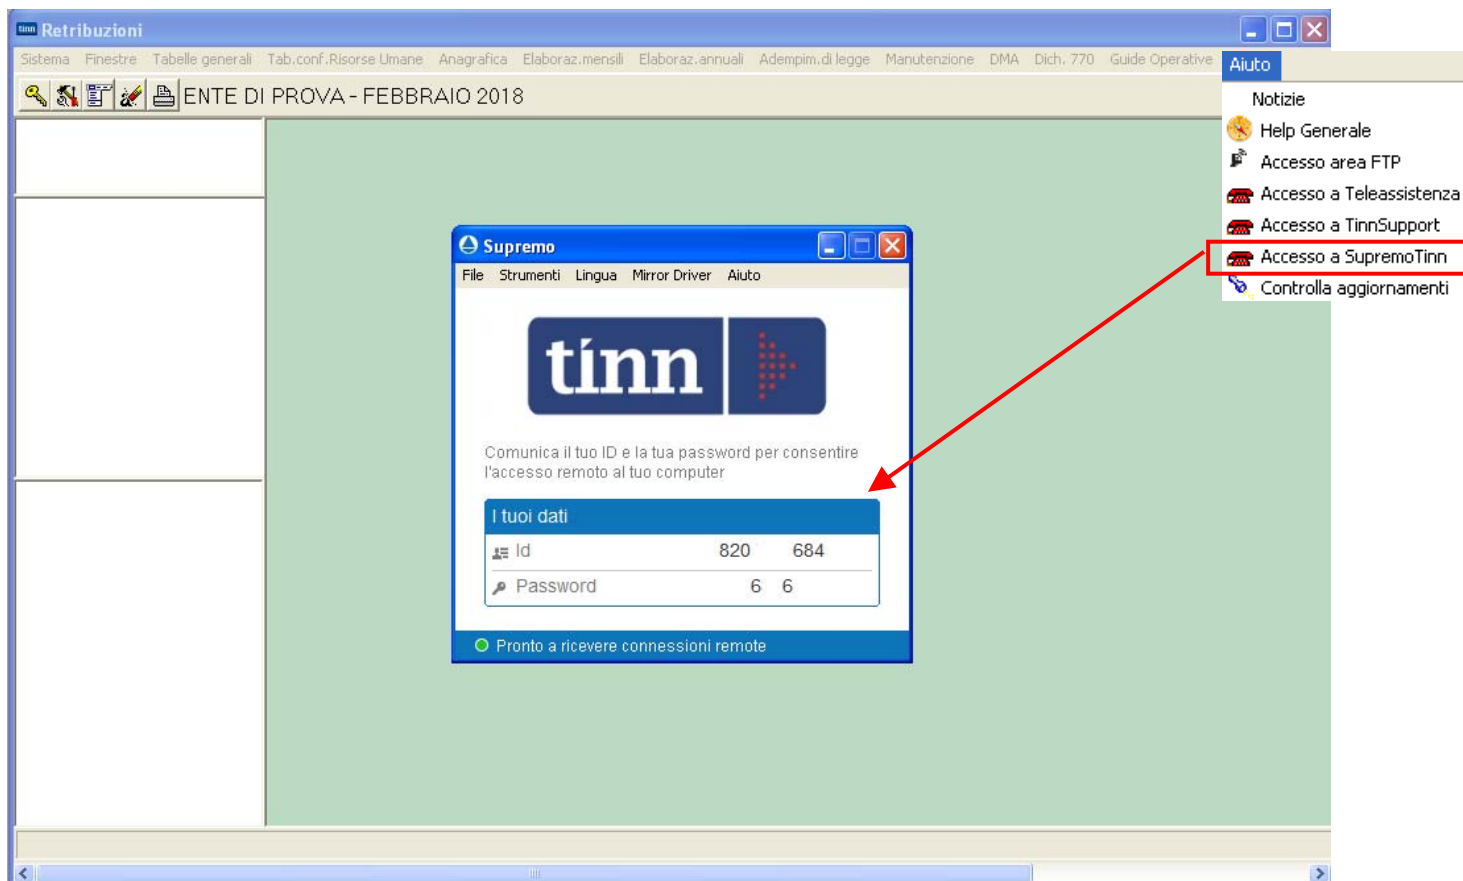 tinn Retribuzioni
Sistema Finestre Tabelle generali Tab.conf.Risorse Umane Anagrafica Elaboraz.mensili Elaboraz.annuali Adempim.di legge Manutenzione DMA Dich. 770 Guide Operative Aiuto
ENTE DI PROVA - FEBBRAIO 2018
Notizie
Help Generale
Accesso area FTP
Accesso a Teleassistenza
Accesso a TinnSupport
Accesso a SupremoTinn
Controlla aggiornamenti
Supremo
File Strumenti Lingua Mirror Driver Aiuto
tinn
Comunica il tuo ID e la tua password per consentire
l'accesso remoto al tuo computer
I tuoi dati
Id 820 684
Password 6 6
Pronto a ricevere connessioni remote